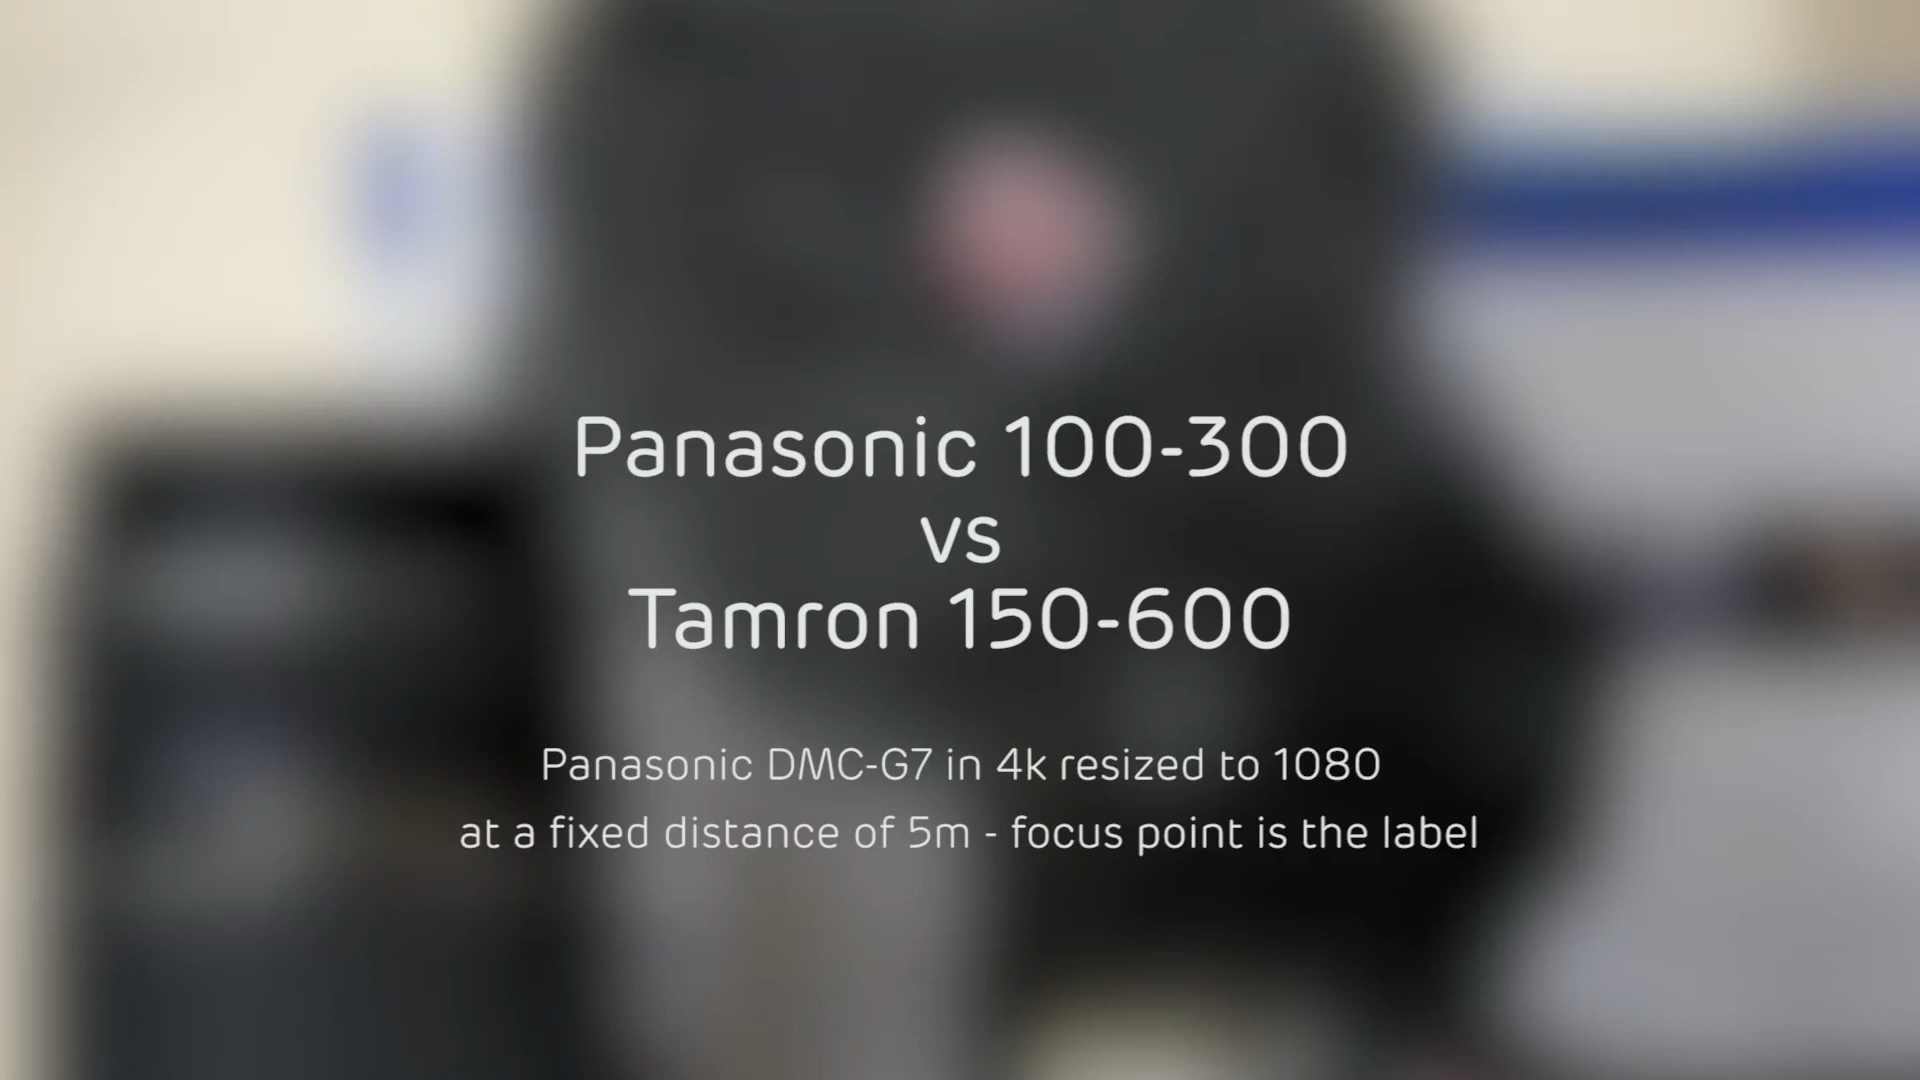 Panasonic 100-300
vs
Tamron 150-600
Panasonic DMC-G7 in 4k resized to 1080
at a fixed distance of 5m - focus point is the label